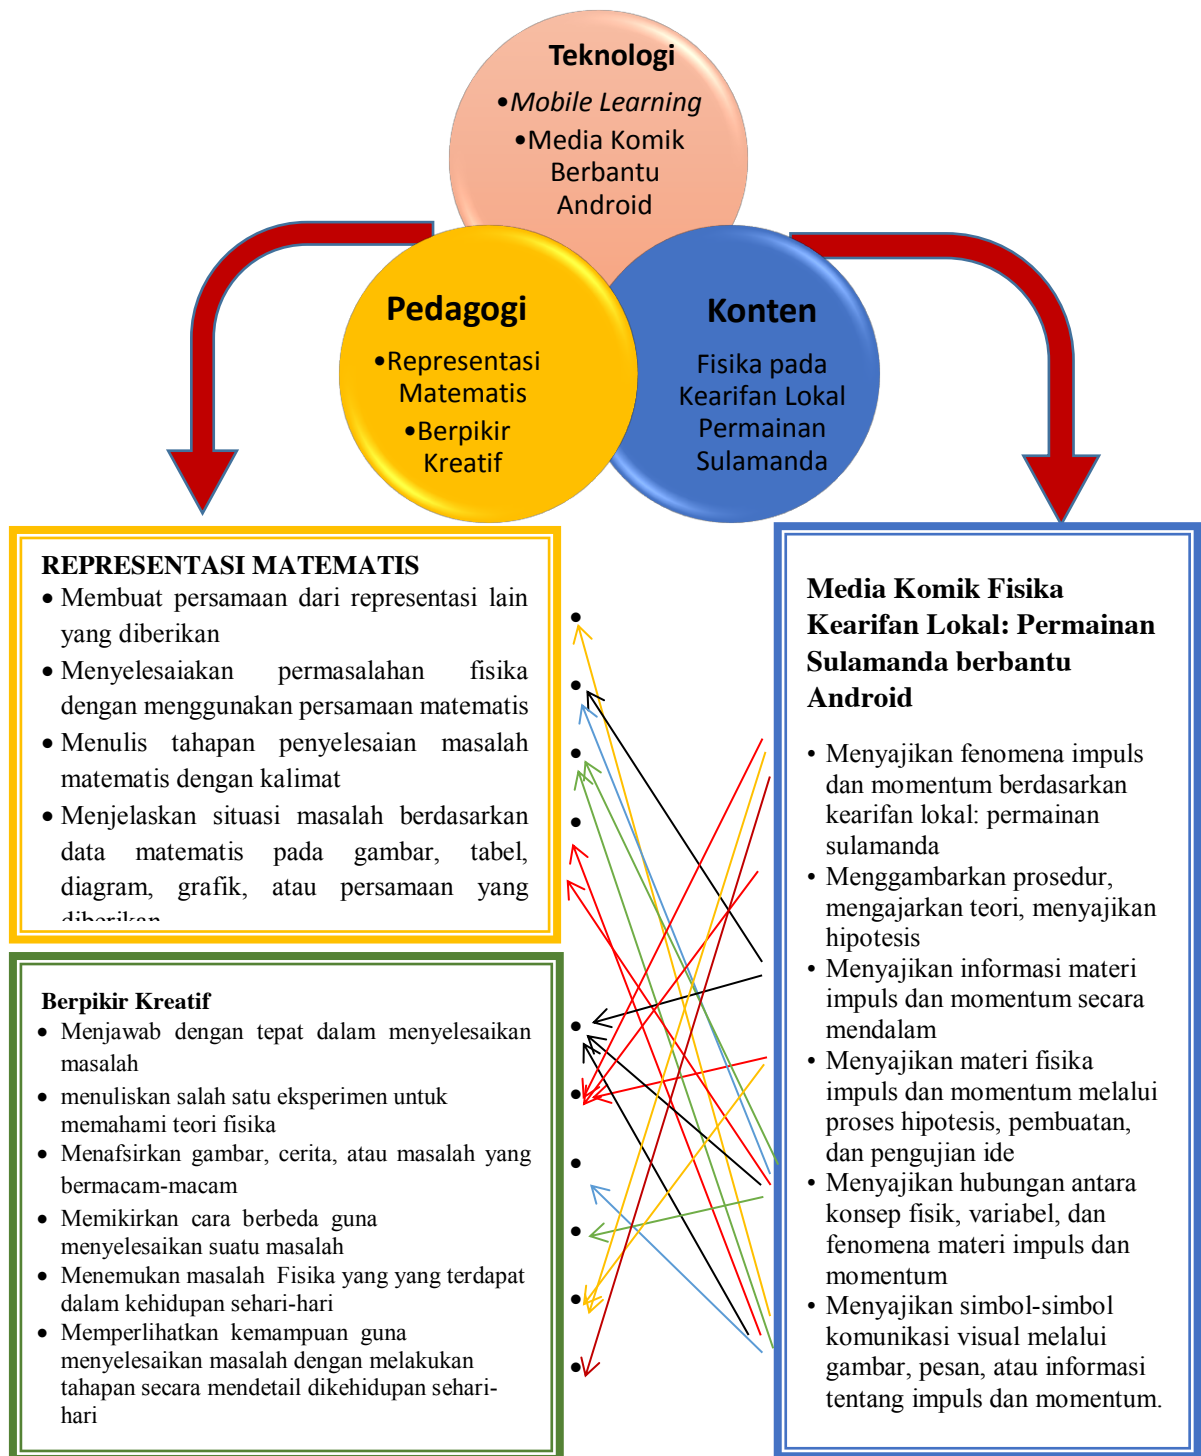 Teknologi
•Mobile Learning
•Media Komik
Berbantu
Android
Pedagogi
•Representasi
Matematis
•Berpikir
Kreatif
Konten
Fisika pada
Kearifan Lokal
Permainan
Sulamanda
REPRESENTASI MATEMATIS
• Membuat persamaan dari representasi lain
yang diberikan
• Menyelesaiakan permasalahan fisika
dengan menggunakan persamaan matematis
• Menulis tahapan penyelesaian masalah
matematis dengan kalimat
• Menjelaskan situasi masalah berdasarkan
data matematis pada gambar, tabel,
diagram, grafik, atau persamaan yang
diberikan
Berpikir Kreatif
• Menjawab dengan tepat dalam menyelesaikan
masalah
• menuliskan salah satu eksperimen untuk
memahami teori fisika
• Menafsirkan gambar, cerita, atau masalah yang
bermacam-macam
• Memikirkan cara berbeda guna
menyelesaikan suatu masalah
• Menemukan masalah Fisika yang yang terdapat
dalam kehidupan sehari-hari
• Memperlihatkan kemampuan guna
menyelesaikan masalah dengan melakukan
tahapan secara mendetail dikehidupan sehari-
hari
Media Komik Fisika
Kearifan Lokal: Permainan
Sulamanda berbantu
Android
• Menyajikan fenomena impuls
dan momentum berdasarkan
kearifan lokal: permainan
sulamanda
• Menggambarkan prosedur,
mengajarkan teori, menyajikan
hipotesis
• Menyajikan informasi materi
impuls dan momentum secara
mendalam
• Menyajikan materi fisika
impuls dan momentum melalui
proses hipotesis, pembuatan,
dan pengujian ide
• Menyajikan hubungan antara
konsep fisik, variabel, dan
fenomena materi impuls dan
momentum
• Menyajikan simbol-simbol
komunikasi visual melalui
gambar, pesan, atau informasi
tentang impuls dan momentum.